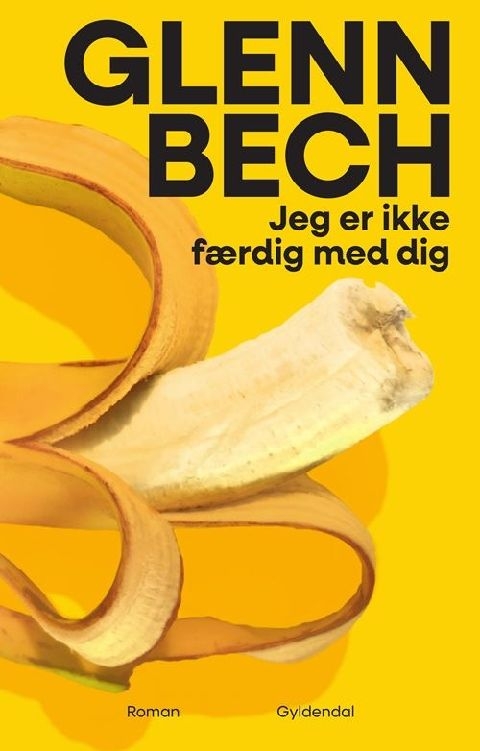 GLENN
BECH
Jeg er ikke
færdig med dig
Roman
Gyldendal